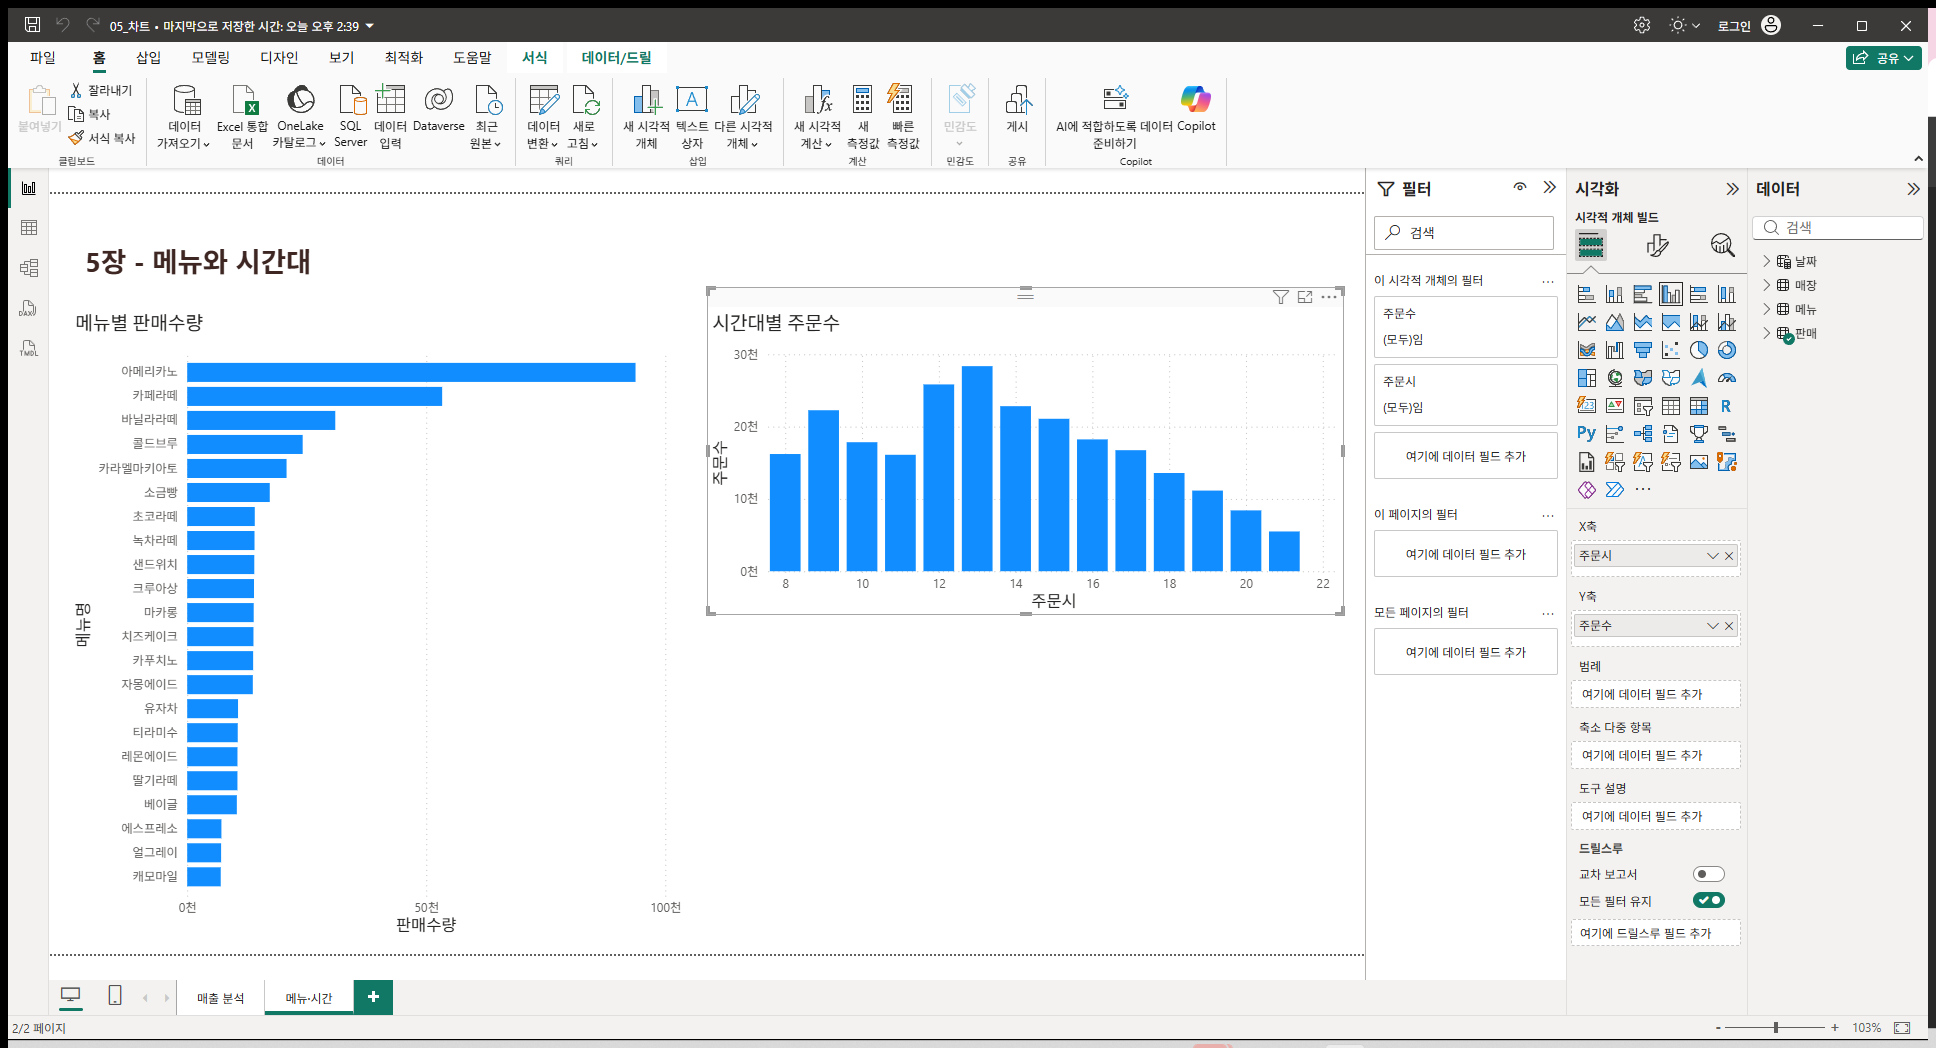 05_차트 • 마지막으로 저장한 시간: 오늘 오후 2:39
로그인
파일 홈 삽입 모델링 디자인 보기 최적화 도움말 서식 데이터/드릴
공유
붙여넣기
잘라내기
복사
서식 복사
클립보드
데이터 가져오기
Excel 통합 문서
OneLake 카탈로그
SQL Server
데이터 입력
Dataverse
최근 원본
데이터
데이터 변환
새로 고침
쿼리
새 시각적 개체
텍스트 상자
다른 시각적 개체
삽입
새 시각적 계산
새 측정값
빠른 측정값
계산
민감도
민감도
게시
공유
AI에 적합하도록 데이터 준비하기
Copilot
Copilot
DAX
TMDL
5장 - 메뉴와 시간대
메뉴별 판매수량
메뉴명
아메리카노
카페라떼
바닐라라떼
콜드브루
카라멜마키아토
소금빵
초코라떼
녹차라떼
샌드위치
크루아상
마카롱
치즈케이크
카푸치노
자몽에이드
유자차
티라미수
레몬에이드
딸기라떼
베이글
에스프레소
얼그레이
캐모마일
0천 50천 100천
판매수량
시간대별 주문수
주문수
30천
20천
10천
0천
8 10 12 14 16 18 20 22
주문시
필터
검색
이 시각적 개체의 필터
주문수
(모두)임
주문시
(모두)임
여기에 데이터 필드 추가
이 페이지의 필터
여기에 데이터 필드 추가
모든 페이지의 필터
여기에 데이터 필드 추가
시각화
시각적 개체 빌드
123
R
Py
X축
주문시
Y축
주문수
범례
여기에 데이터 필드 추가
축소 다중 항목
여기에 데이터 필드 추가
도구 설명
여기에 데이터 필드 추가
드릴스루
교차 보고서
모든 필터 유지
여기에 드릴스루 필드 추가
데이터
검색
날짜
매장
메뉴
판매
매출 분석
메뉴·시간
2/2 페이지
103%